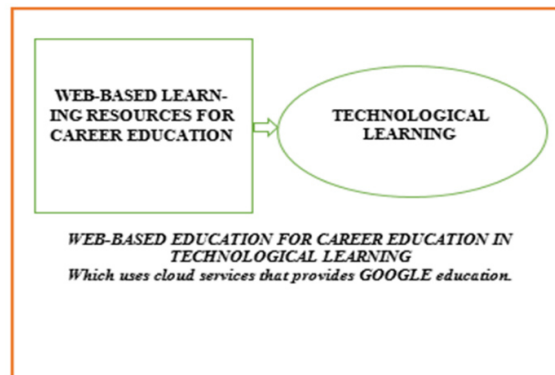 WEB-BASED LEARN-
ING RESOURCES FOR
CAREER EDUCATION
TECHNOLOGICAL
LEARNING
WEB-BASED EDUCATION FOR CAREER EDUCATION IN
TECHNOLOGICAL LEARNING
Which uses cloud services that provides GOOGLE education.